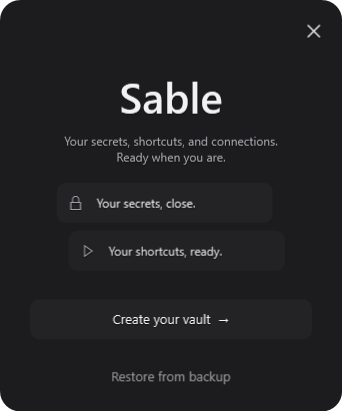 Sable
Your secrets, shortcuts, and connections.
Ready when you are.
Your secrets, close.
Your shortcuts, ready.
Create your vault →
Restore from backup